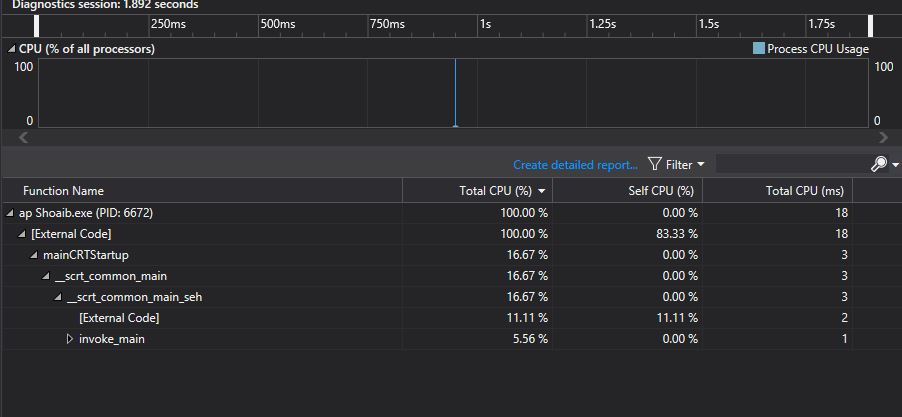 Diagnostics session: 1.892 seconds
250ms 500ms 750ms 1s 1.25s 1.5s 1.75s
CPU (% of all processors) Process CPU Usage
100 100
0 0
Create detailed report... Filter
Function Name Total CPU (%) Self CPU (%) Total CPU (ms)
ap Shoaib.exe (PID: 6672) 100.00 % 0.00 % 18
[External Code] 100.00 % 83.33 % 18
mainCRTStartup 16.67 % 0.00 % 3
__scrt_common_main 16.67 % 0.00 % 3
__scrt_common_main_seh 16.67 % 0.00 % 3
[External Code] 11.11 % 11.11 % 2
invoke_main 5.56 % 0.00 % 1